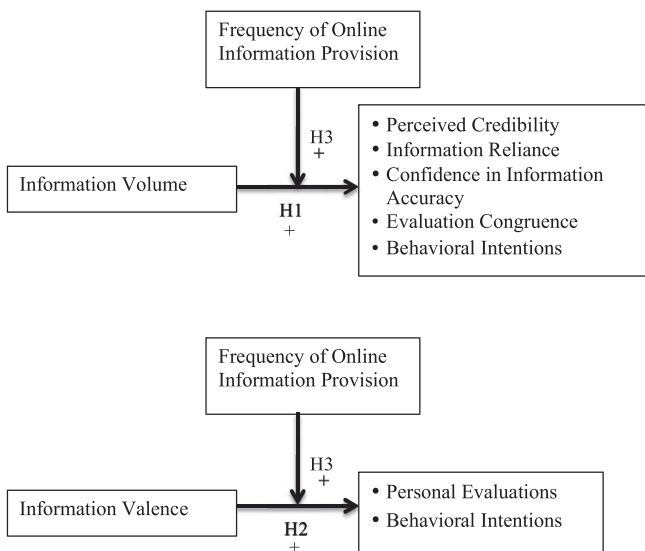 Frequency of Online
Information Provision
H3
+
Information Volume
H1
+
• Perceived Credibility
• Information Reliance
• Confidence in Information
Accuracy
• Evaluation Congruence
• Behavioral Intentions
Frequency of Online
Information Provision
H3
+
Information Valence
H2
+
• Personal Evaluations
• Behavioral Intentions